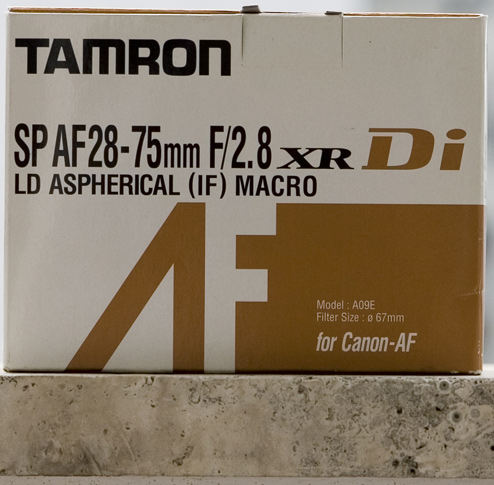 TAMRON
SP AF28-75mm F/2.8 XR Di
LD ASPHERICAL (IF) MACRO
AF
Model : A09E
Filter Size : ø 67mm
for Canon-AF